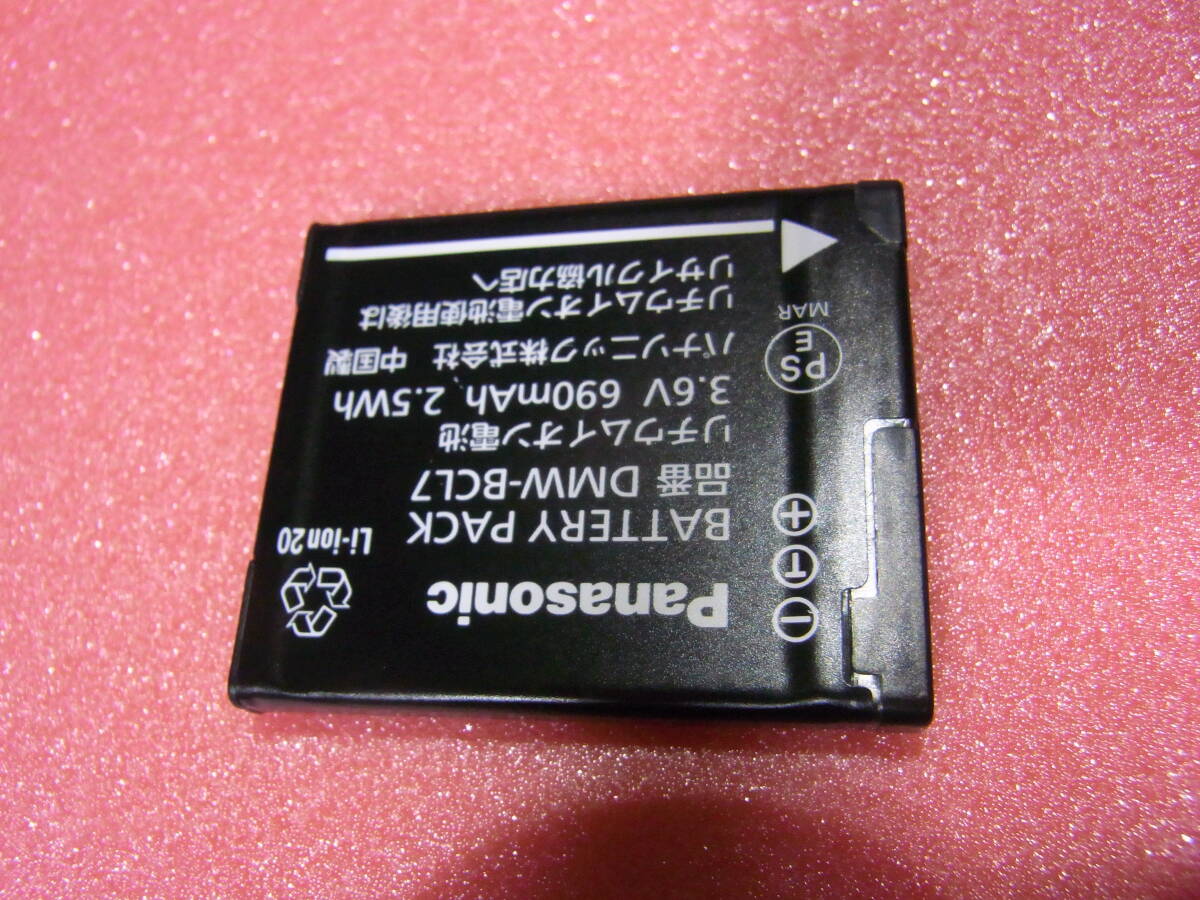 Panasonic
BATTERY PACK
品番 DMW-BCL7
リチウムイオン電池
3.6V 690mAh 2.5Wh
パナソニック株式会社 中国製
リチウムイオン電池使用後は
リサイクル協力店へ
Li-ion20
T
PS
E
MAR